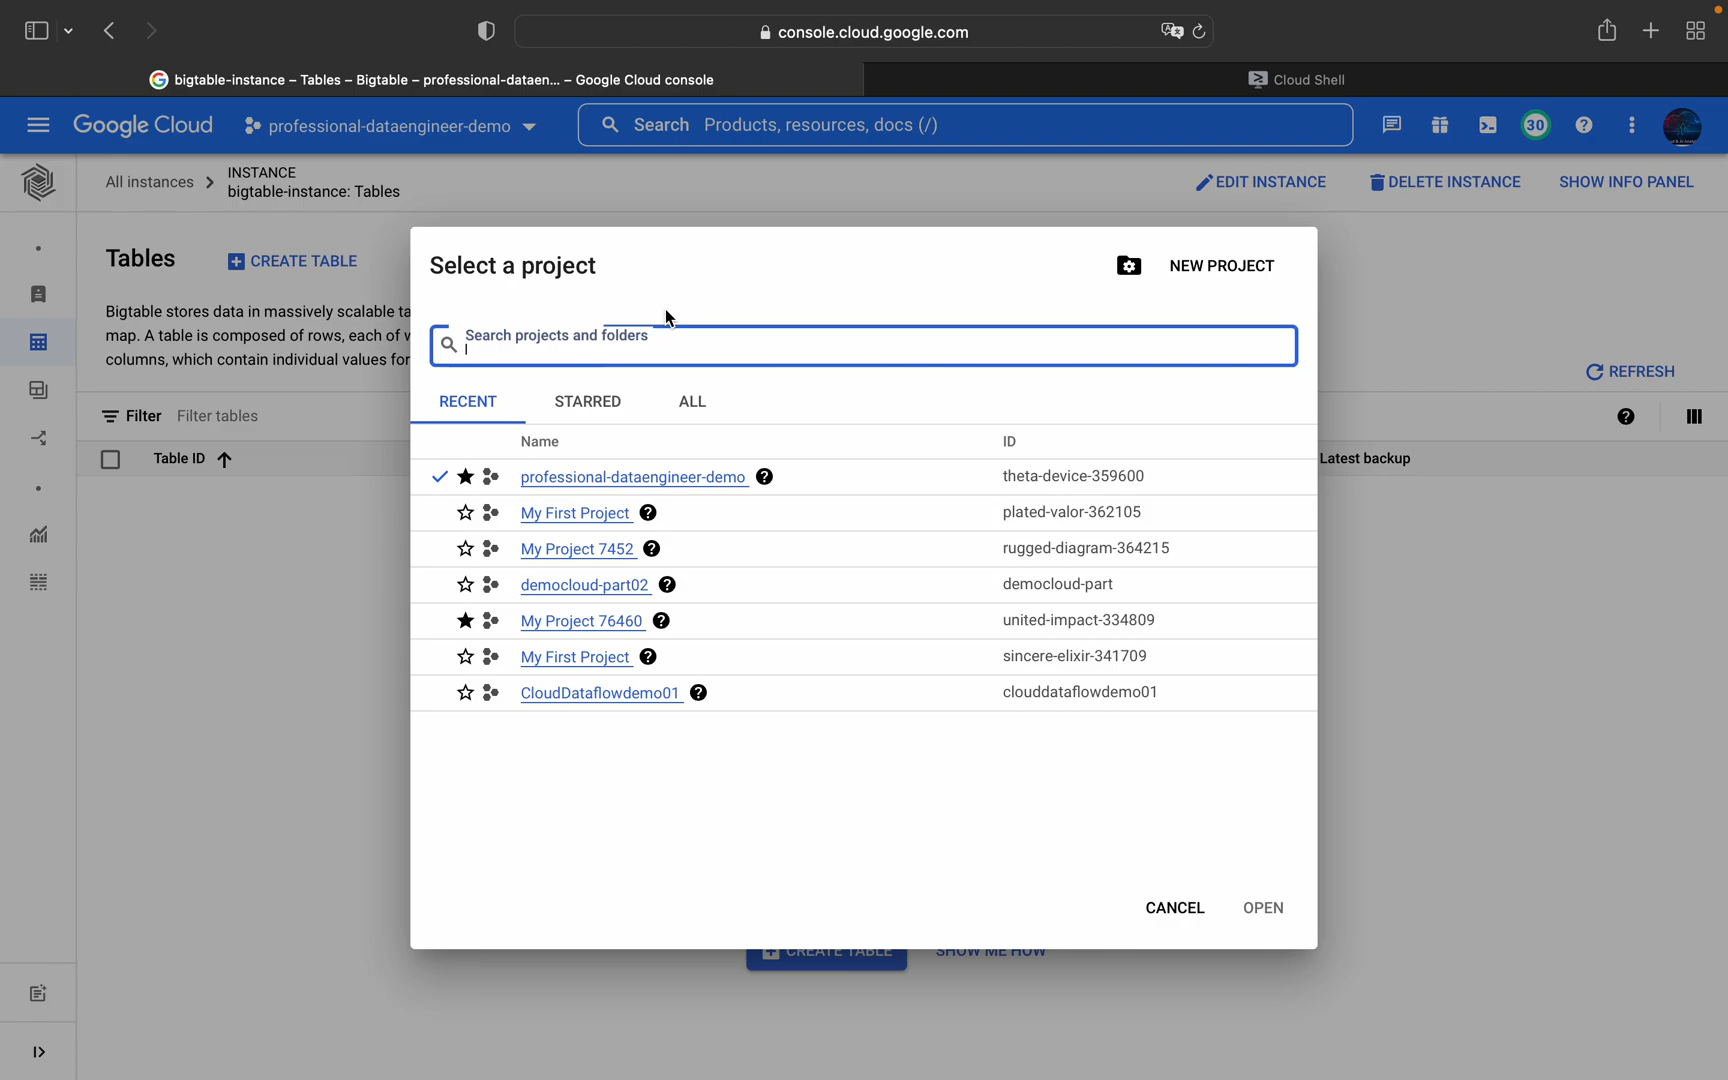 console.cloud.google.com
bigtable-instance – Tables – Bigtable – professional-dataen... – Google Cloud console
Cloud Shell
Google Cloud
professional-dataengineer-demo
Search Products, resources, docs (/)
30
All instances
INSTANCE
bigtable-instance: Tables
EDIT INSTANCE
DELETE INSTANCE
SHOW INFO PANEL
Tables
CREATE TABLE
Bigtable stores data in massively scalable ta
map. A table is composed of rows, each of w
columns, which contain individual values for
REFRESH
Filter Filter tables
Table ID
Latest backup
Select a project
NEW PROJECT
Search projects and folders
RECENT
STARRED
ALL
Name
ID
professional-dataengineer-demo
theta-device-359600
My First Project
plated-valor-362105
My Project 7452
rugged-diagram-364215
democloud-part02
democloud-part
My Project 76460
united-impact-334809
My First Project
sincere-elixir-341709
CloudDataflowdemo01
clouddataflowdemo01
CANCEL
OPEN
CREATE TABLE
SHOW ME HOW